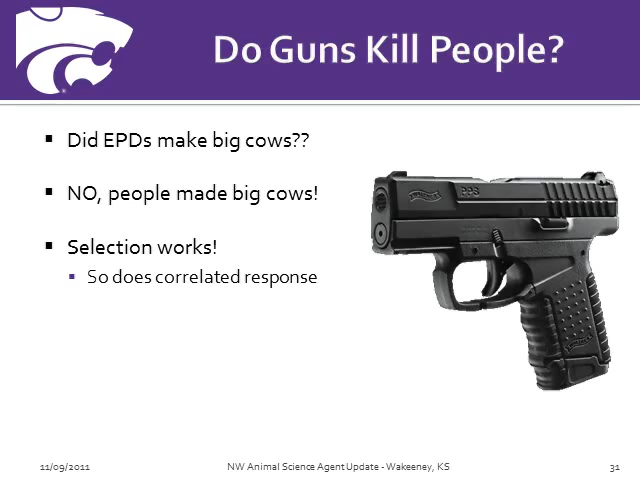 Do Guns Kill People?
Did EPDs make big cows??
NO, people made big cows!
Selection works!
So does correlated response
11/09/2011
NW Animal Science Agent Update - Wakeeney, KS
31